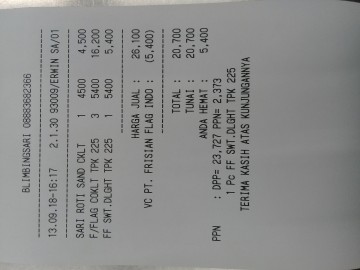 BLIMBINGSARI 08883682366
13.09.18-16:17 2.1.30 93009/ERWIN SA/01
SARI ROTI SAND CKLT 1 4500 4,500
F/FLAG COKLT TPK 225 3 5400 16,200
FF SWT.DLGHT TPK 225 1 5400 5,400
HARGA JUAL : 26,100
VC PT. FRISIAN FLAG INDO : (5,400)
TOTAL : 20,700
TUNAI : 20,700
ANDA HEMAT : 5,400
PPN : DPP= 23,727 PPN= 2,373
1 Pc FF SWT.DLGHT TPK 225
TERIMA KASIH ATAS KUNJUNGANNYA